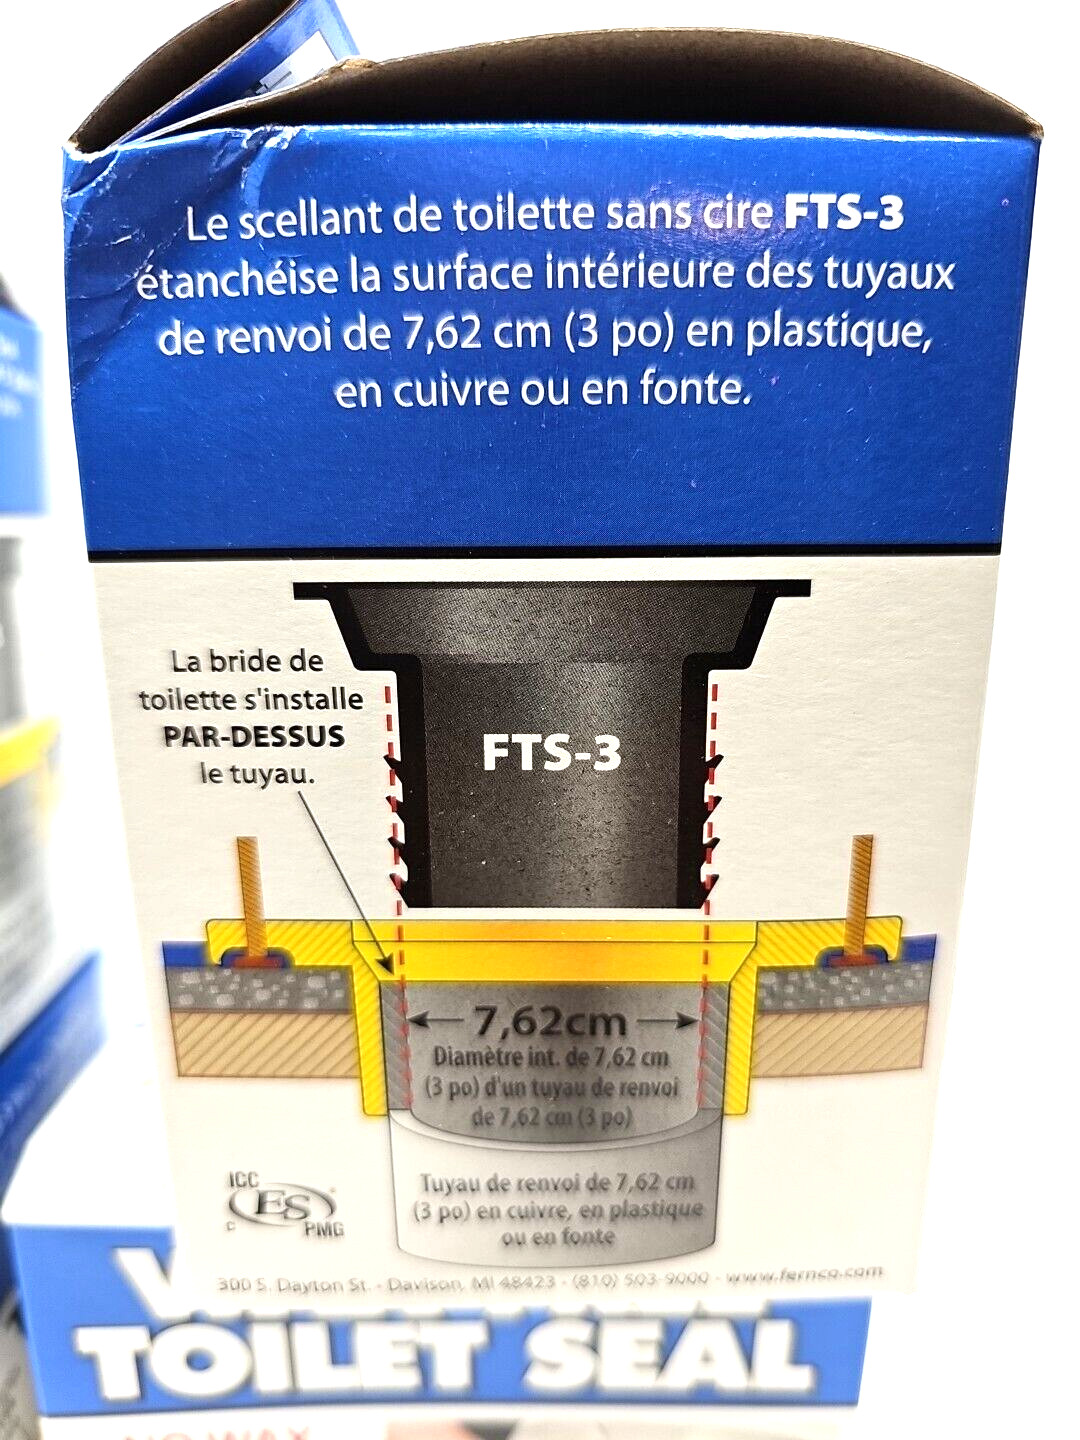 Le scellant de toilette sans cire FTS-3
étanchéise la surface intérieure des tuyaux
de renvoi de 7,62 cm (3 po) en plastique,
en cuivre ou en fonte.
La bride de
toilette s'installe
PAR-DESSUS
le tuyau.
FTS-3
7,62cm
Diamètre int. de 7,62 cm
(3 po) d'un tuyau de renvoi
de 7,62 cm (3 po)
Tuyau de renvoi de 7,62 cm
(3 po) en cuivre, en plastique
ou en fonte
ICC
ES
C PMG
300 S. Dayton St. - Davison, MI 48423 - (810) 503-9000 - www.fernco.com
TOILET SEAL
NO WAX